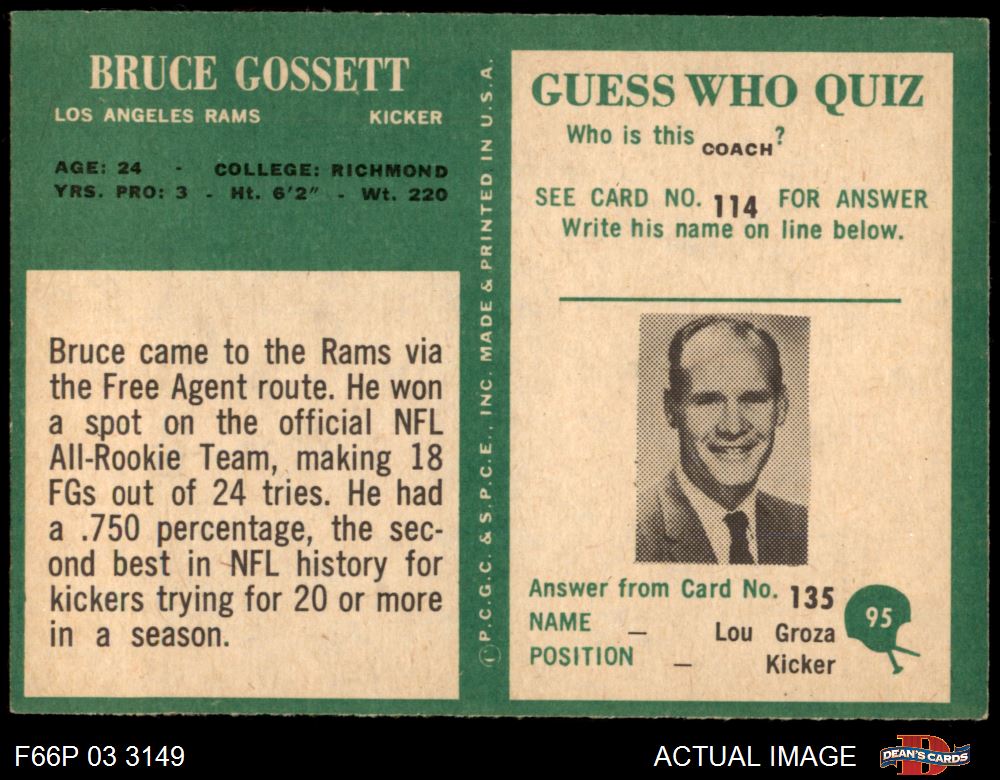 BRUCE GOSSETT
LOS ANGELES RAMS KICKER
AGE: 24 - COLLEGE: RICHMOND
YRS. PRO: 3 - Ht. 6'2" - Wt. 220
Bruce came to the Rams via
the Free Agent route. He won
a spot on the official NFL
All-Rookie Team, making 18
FGs out of 24 tries. He had
a .750 percentage, the sec-
ond best in NFL history for
kickers trying for 20 or more
in a season.
© P.C.G.C. & S.P.C.E., INC. MADE & PRINTED IN U.S.A.
GUESS WHO QUIZ
Who is this COACH?
SEE CARD NO. 114 FOR ANSWER
Write his name on line below.
Answer from Card No. 135
NAME — Lou Groza
POSITION — Kicker
95
F66P 03 3149
ACTUAL IMAGE
DEAN'S CARDS